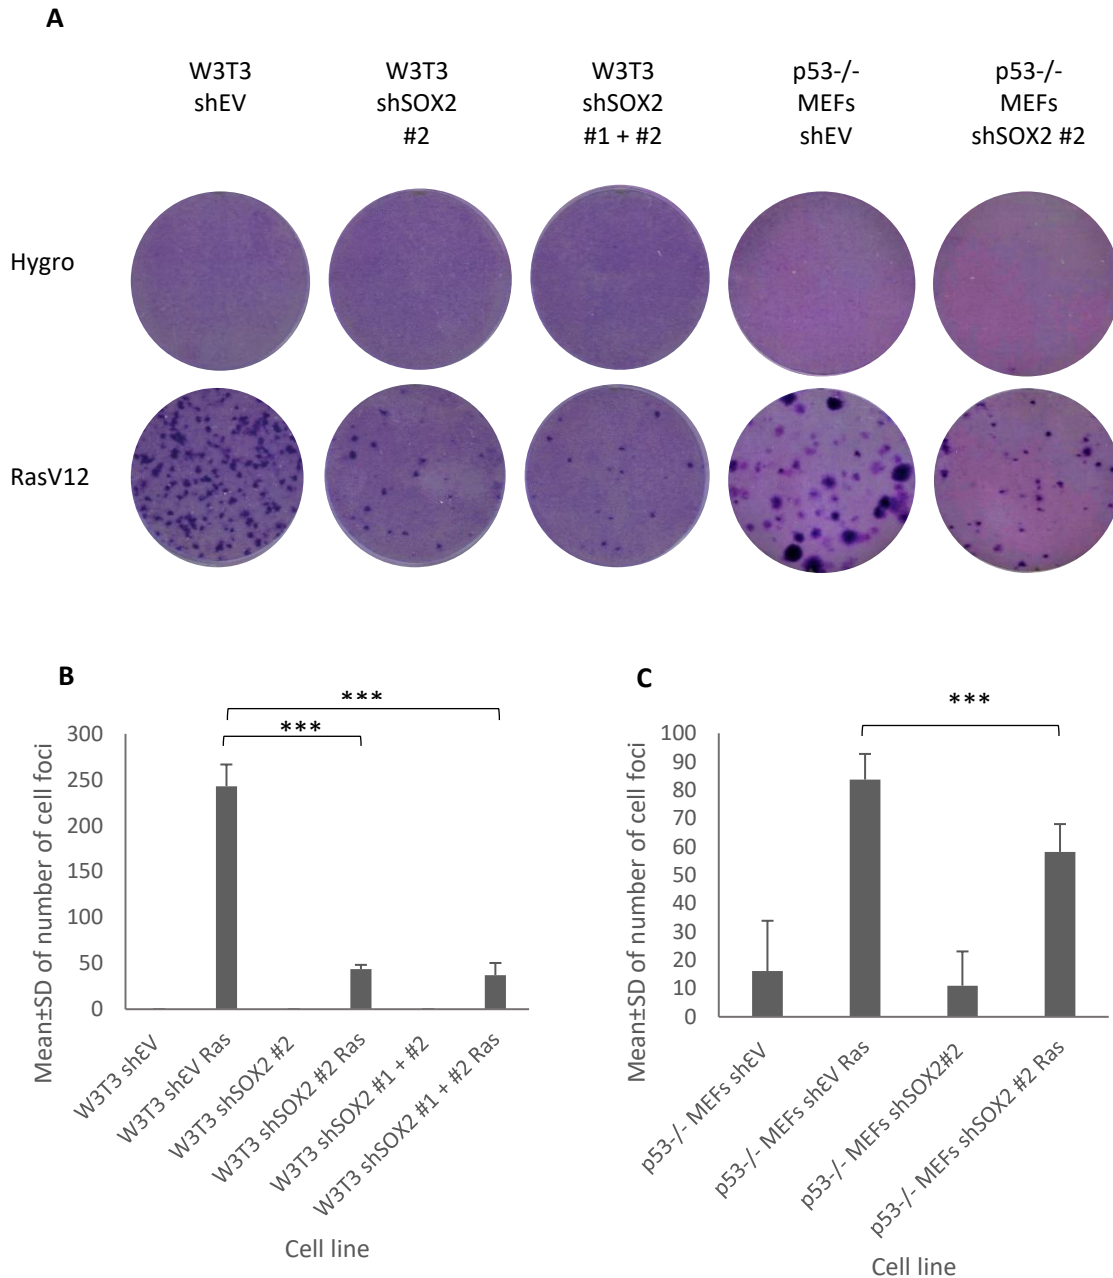 A
W3T3
shEV
W3T3
shSOX2
#2
W3T3
shSOX2
#1 + #2
p53-/-
MEFs
shEV
p53-/-
MEFs
shSOX2 #2
Hygro
RasV12
B
***
***
Mean±SD of number of cell foci
300
250
200
150
100
50
0
W3T3 shEV
W3T3 shEV Ras
W3T3 shSOX2 #2
W3T3 shSOX2 #2 Ras
W3T3 shSOX2 #1 + #2
W3T3 shSOX2 #1 + #2 Ras
Cell line
C
***
Mean±SD of number of cell foci
100
90
80
70
60
50
40
30
20
10
0
p53-/- MEFs shEV
p53-/- MEFs shEV Ras
p53-/- MEFs shSOX2#2
p53-/- MEFs shSOX2 #2 Ras
Cell line